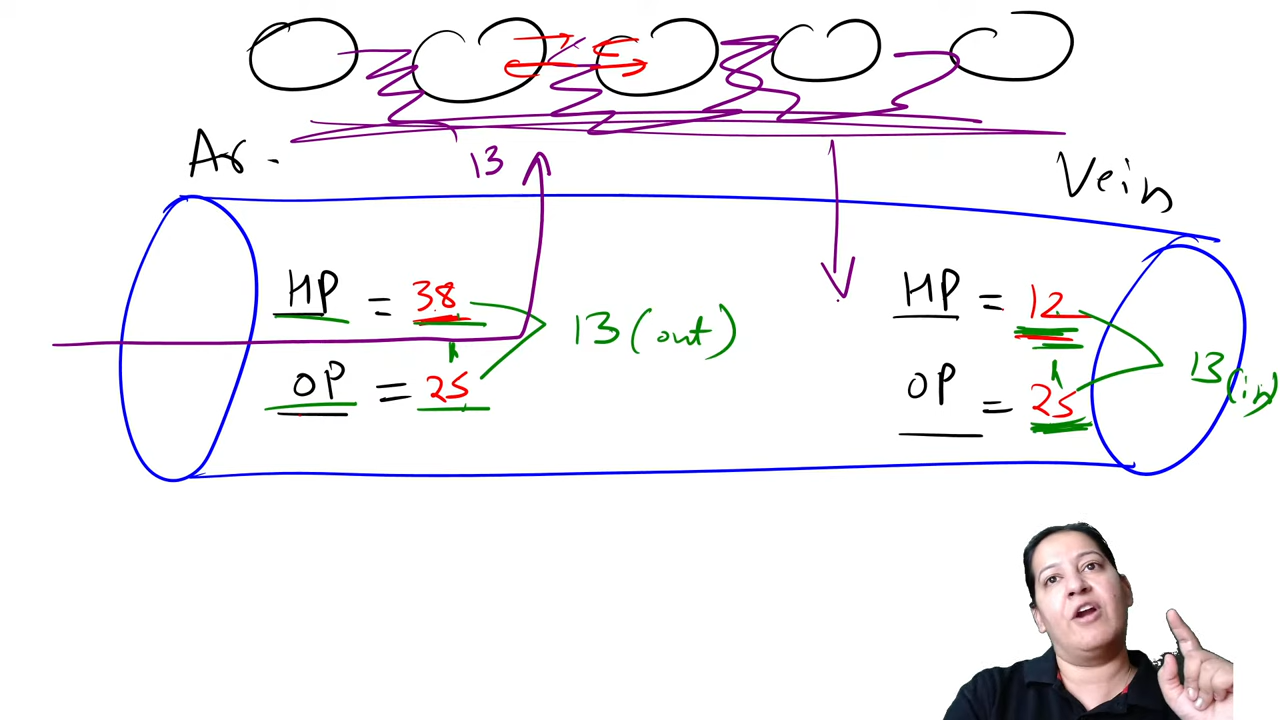 Ar.
13
Vein
HP = 38
13 (out)
OP = 25
HP = 12
13 (in)
OP = 25